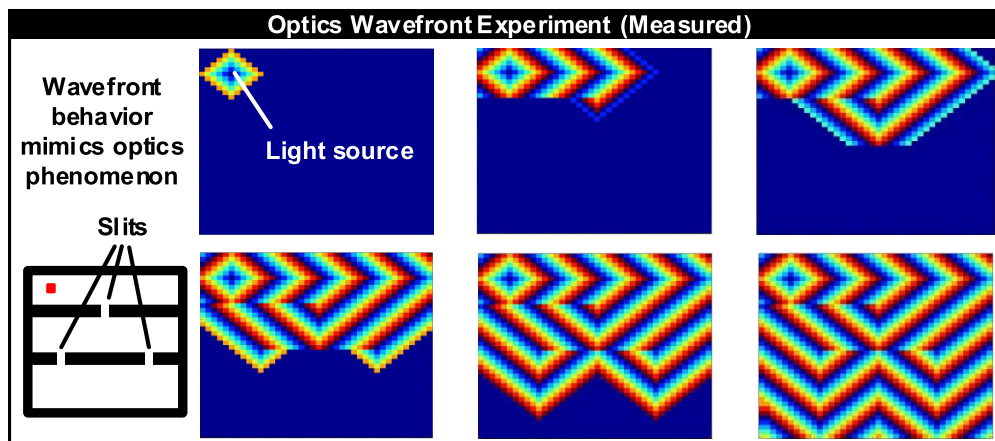 Optics Wavefront Experiment (Measured)
Wavefront
behavior
mimics optics
phenomenon
Light source
Slits